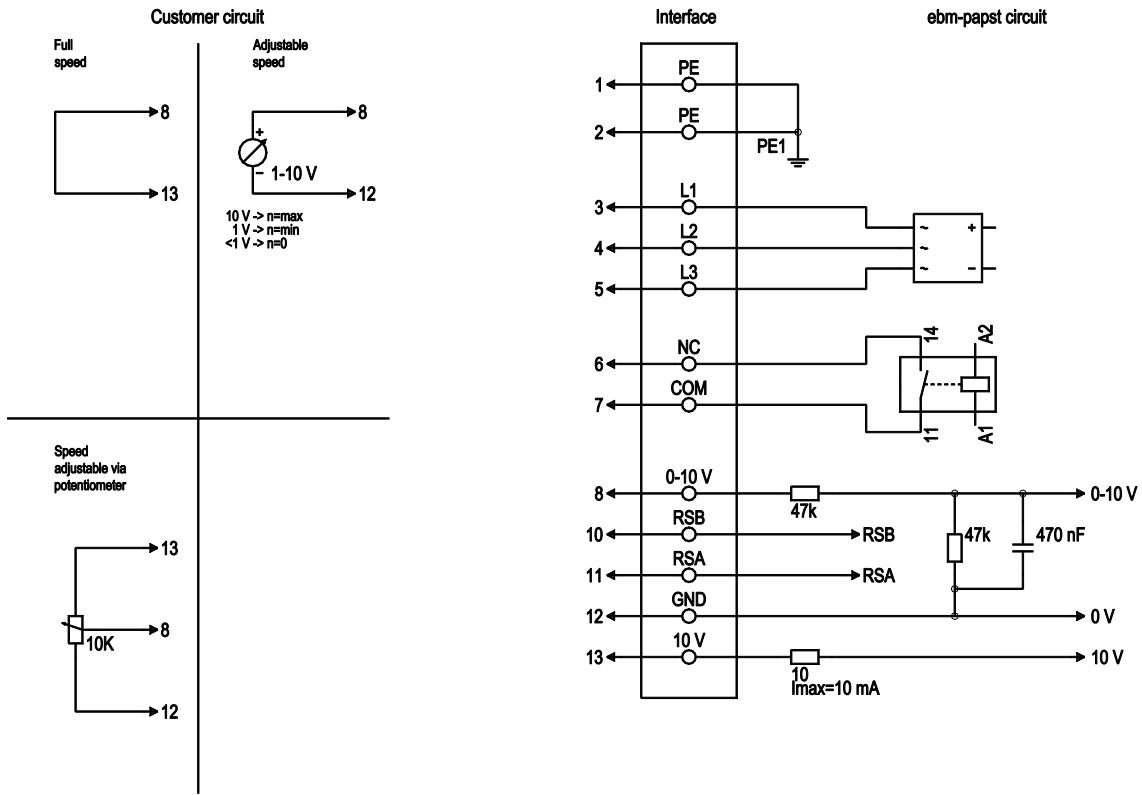 Customer circuit
Interface
ebm-papst circuit
Full
speed
8
13
Adjustable
speed
8
+
1-10 V
−
12
10 V -> n=max
1 V -> n=min
<1 V -> n=0
Speed
adjustable via
potentiometer
13
8
10K
12
1
PE
2
PE
PE1
3
L1
4
L2
5
L3
~
+
~
~
−
6
NC
7
COM
14
A2
11
A1
8
0-10 V
47k
0-10 V
10
RSB
RSB
47k
470 nF
11
RSA
RSA
12
GND
0 V
13
10 V
10
Imax=10 mA
10 V